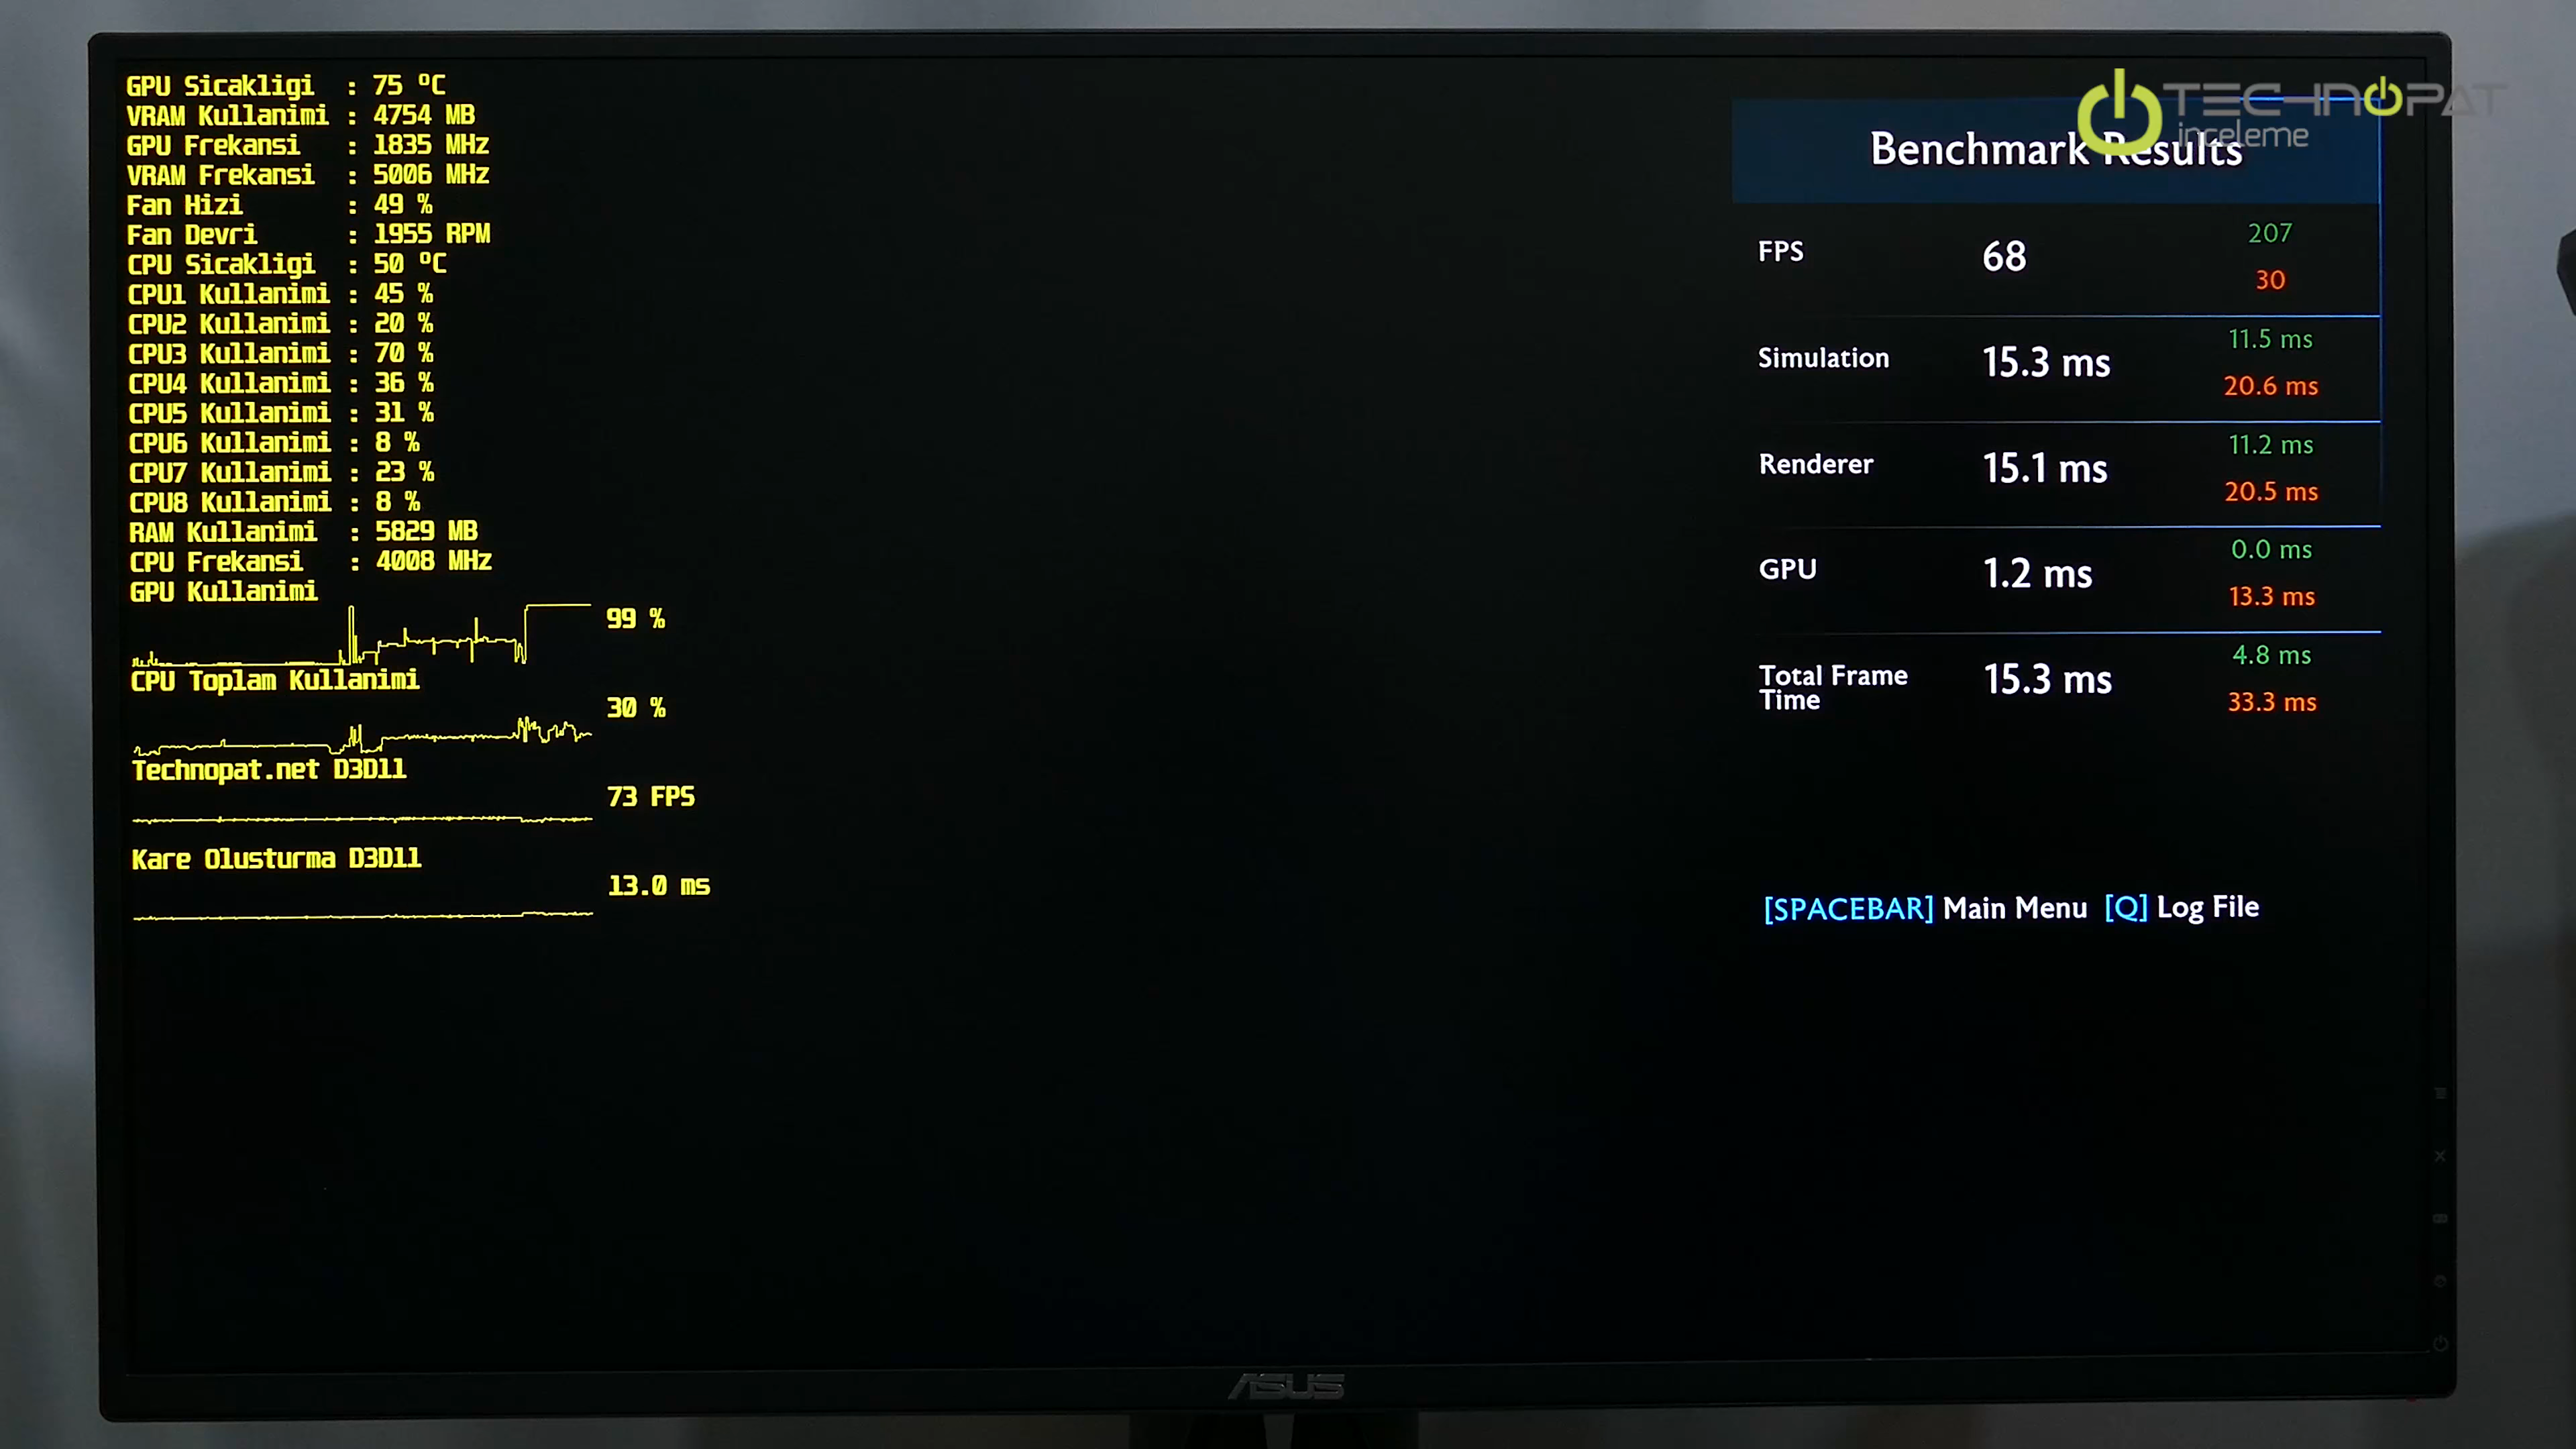 GPU Sicakligi : 75 ºC
VRAM Kullanimi : 4754 MB
GPU Frekansi : 1835 MHz
VRAM Frekansi : 5006 MHz
Fan Hizi : 49 %
Fan Devri : 1955 RPM
CPU Sicakligi : 50 ºC
CPU1 Kullanimi : 45 %
CPU2 Kullanimi : 20 %
CPU3 Kullanimi : 70 %
CPU4 Kullanimi : 36 %
CPU5 Kullanimi : 31 %
CPU6 Kullanimi : 8 %
CPU7 Kullanimi : 23 %
CPU8 Kullanimi : 8 %
RAM Kullanimi : 5829 MB
CPU Frekansi : 4008 MHz
GPU Kullanimi
99 %
CPU Toplam Kullanimi
30 %
Technopat.net D3D11
73 FPS
Kare Olusturma D3D11
13.0 ms
TECHNOPAT
inceleme
Benchmark Results
FPS 68 207
30
Simulation 15.3 ms 11.5 ms
20.6 ms
Renderer 15.1 ms 11.2 ms
20.5 ms
GPU 1.2 ms 0.0 ms
13.3 ms
Total Frame Time 15.3 ms 4.8 ms
33.3 ms
[SPACEBAR] Main Menu [Q] Log File
ASUS